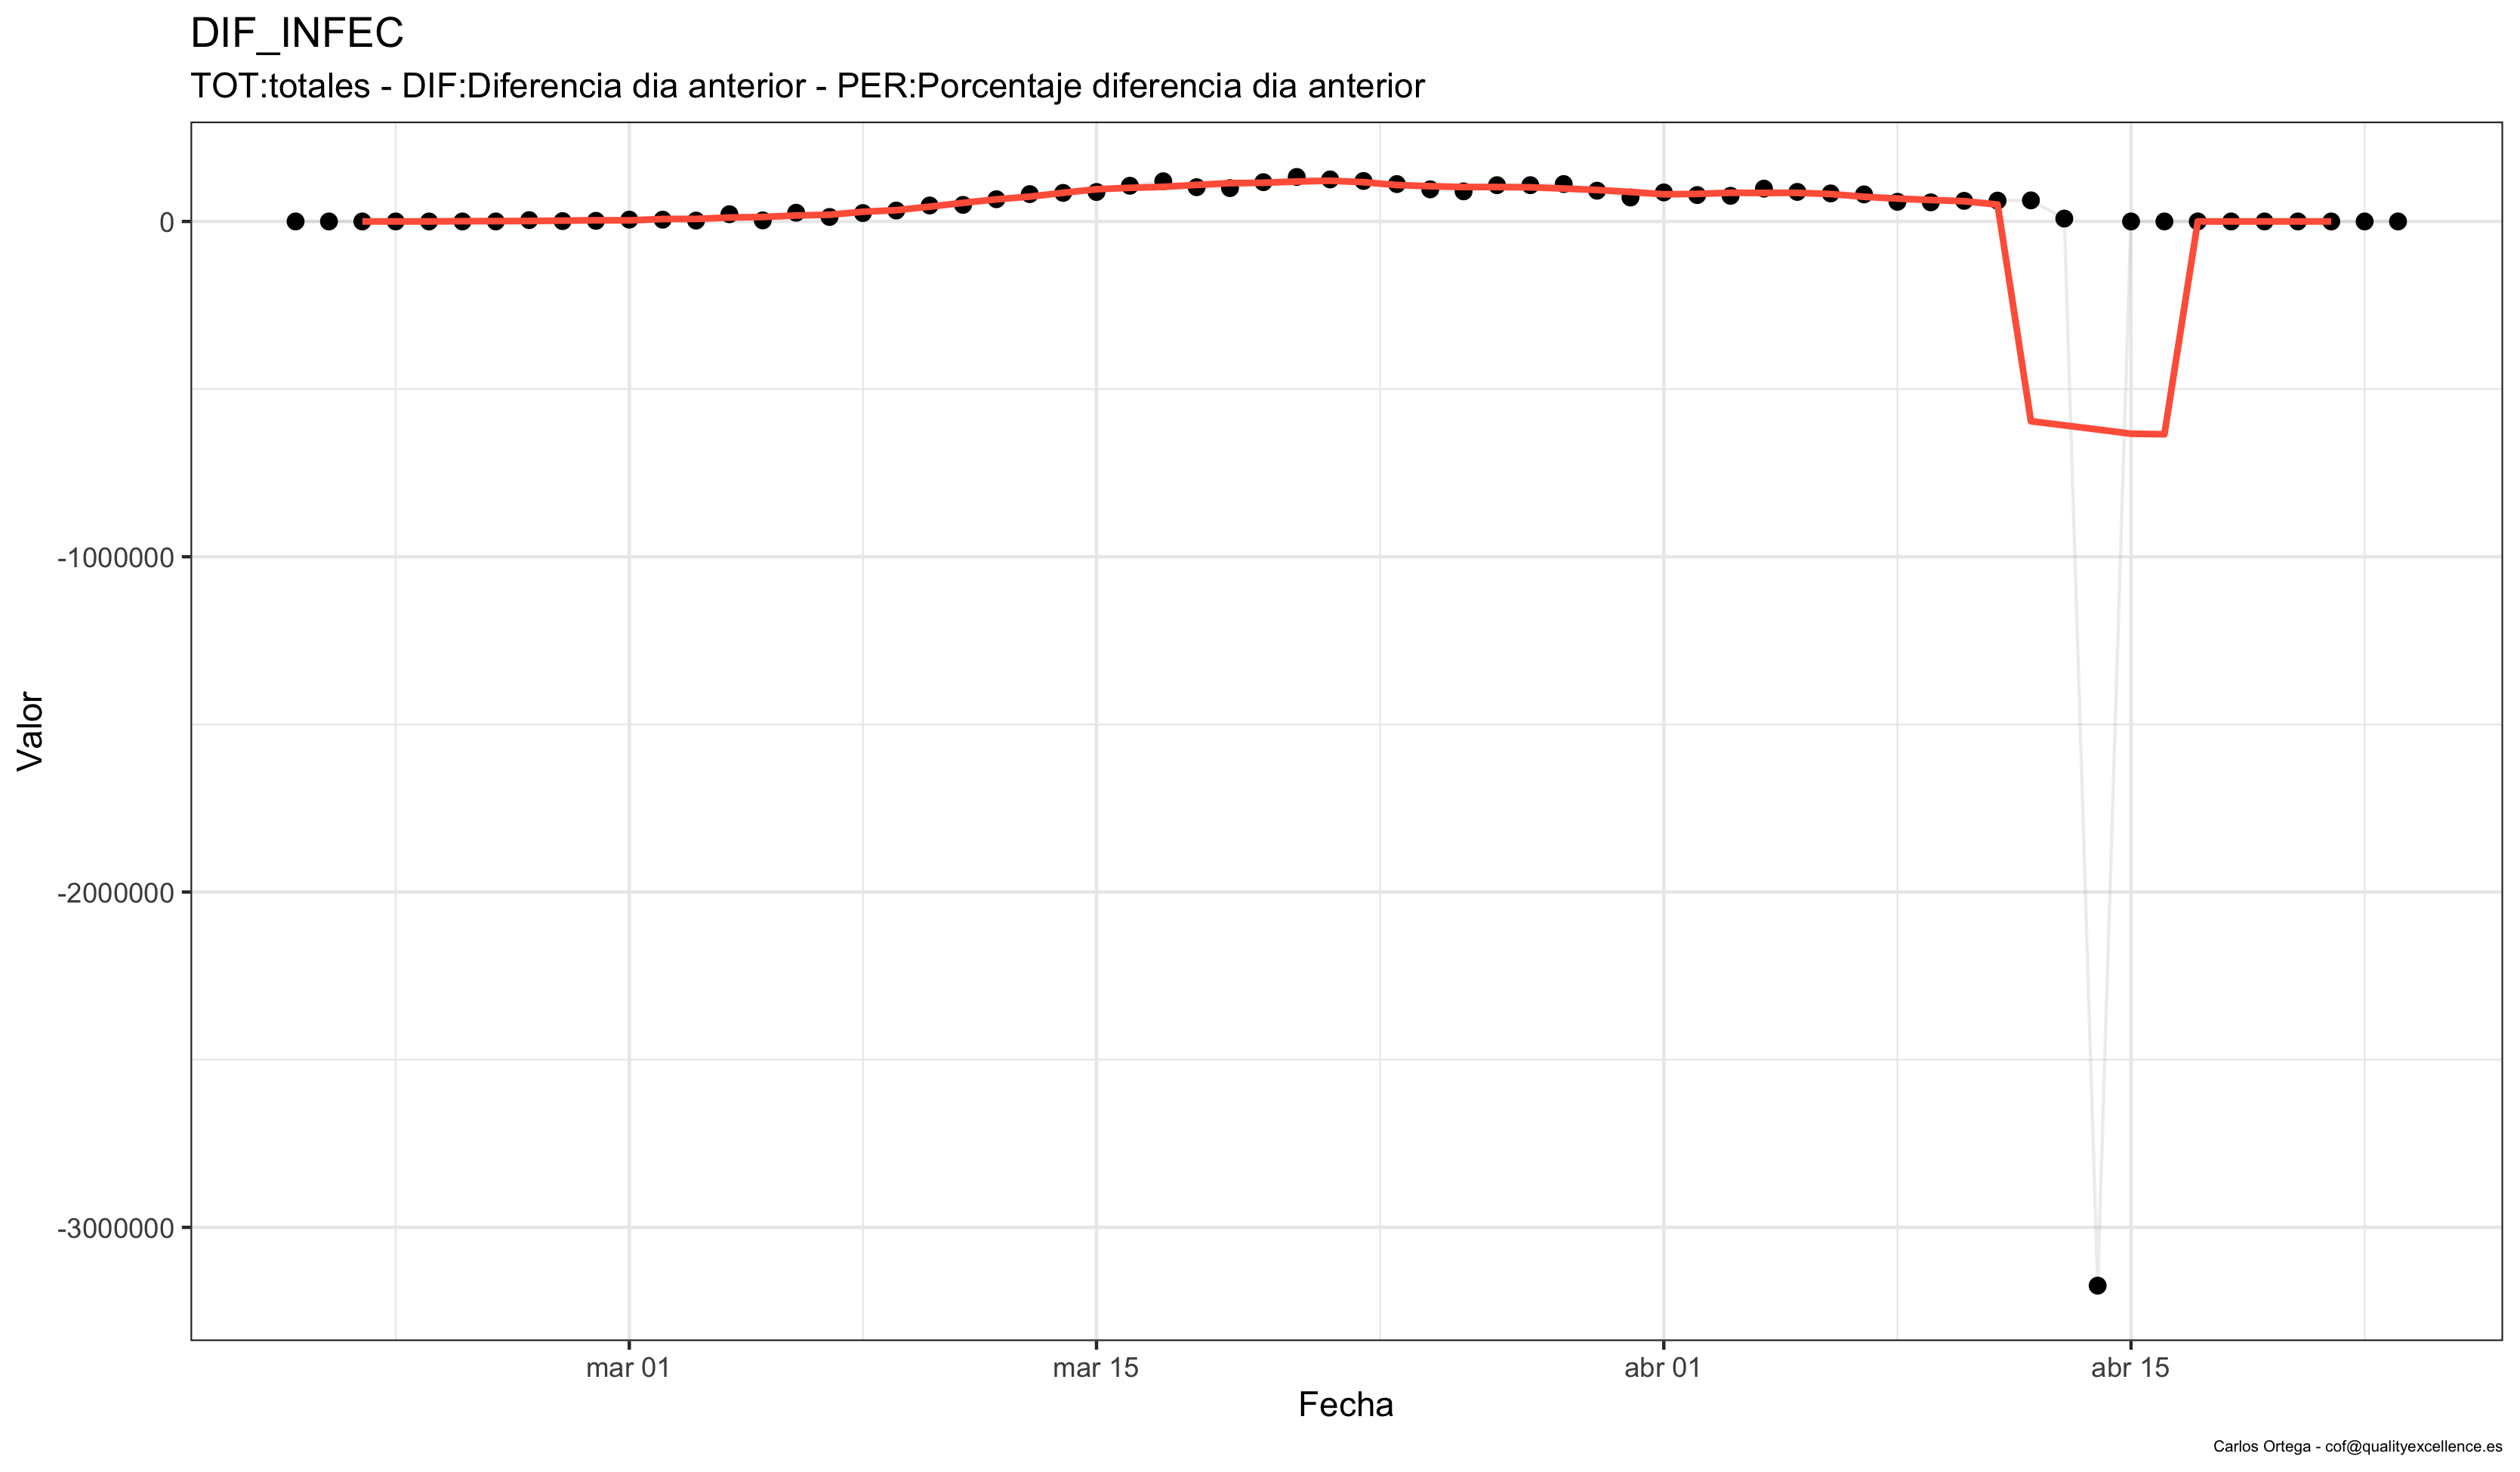 DIF_INFEC
TOT:totales - DIF:Diferencia dia anterior - PER:Porcentaje diferencia dia anterior
0
-1000000
-2000000
-3000000
Valor
mar 01
mar 15
abr 01
abr 15
Fecha
Carlos Ortega - cof@qualityexcellence.es